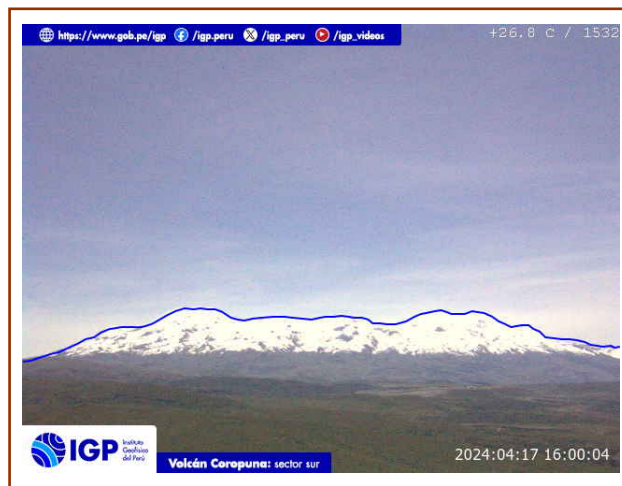 https://www.gob.pe/igp /igp.peru /igp_peru /igp_videos
+26.8 C / 1532
IGP Instituto
Geofísico
del Perú
Volcán Coropuna: sector sur
2024:04:17 16:00:04